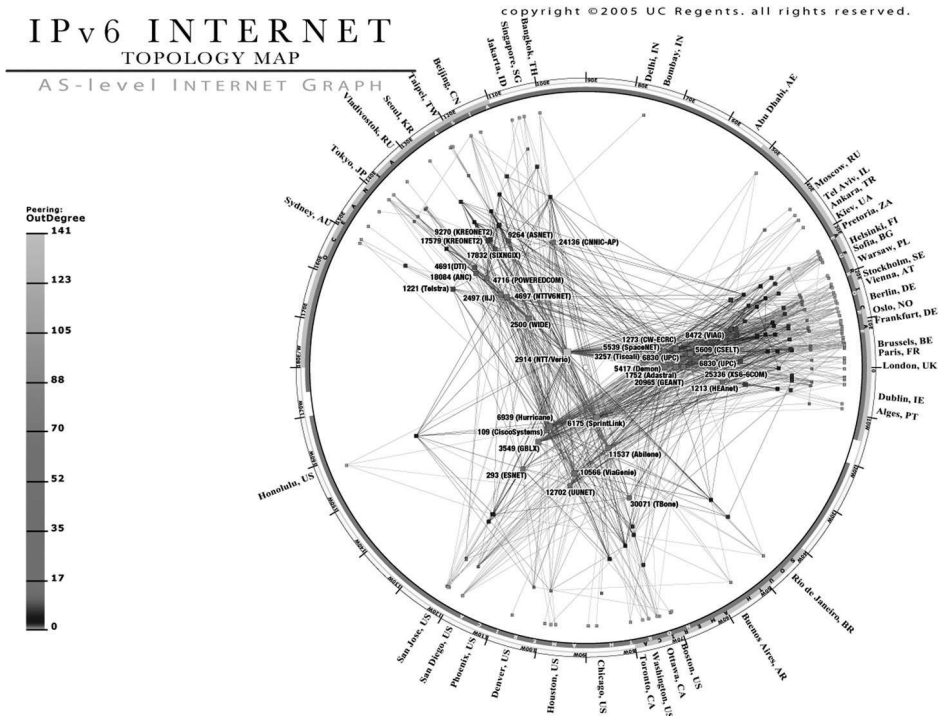 copyright ©2005 UC Regents. all rights reserved.
IPv6 INTERNET
TOPOLOGY MAP
AS-level INTERNET GRAPH
Peering:
OutDegree
141
123
105
88
70
52
35
17
0
Sydney, AU
Tokyo, JP
Vladivostok, RU
Seoul, KR
Taipei, TW
Beijing, CN
Jakarta, ID
Singapore, SG
Bangkok, TH
Delhi, IN
Bombay, IN
Abu Dhabi, AE
Moscow, RU
Tel Aviv, IL
Ankara, TR
Kiev, UA
Pretoria, ZA
Helsinki, FI
Sofia, BG
Warsaw, PL
Stockholm, SE
Vienna, AT
Berlin, DE
Oslo, NO
Frankfurt, DE
Brussels, BE
Paris, FR
London, UK
Dublin, IE
Alges, PT
Rio de Janeiro, BR
Buenos Aires, AR
Boston, US
Ottawa, CA
Washington, US
Toronto, CA
Chicago, US
Houston, US
Denver, US
Phoenix, US
San Diego, US
San Jose, US
Honolulu, US
9270 (KREONET2)
17579 (KREONET2)
9264 (ASNET)
24136 (CNNIC-AP)
17832 (SIXNGIX)
4691(DTI)
18084 (ANC)
4716 (POWEREDCOM)
1221 (Telstra)
2497 (IIJ)
4697 (NTTV6NET)
2500 (WIDE)
2914 (NTT/Verio)
1273 (CW-ECRC)
8472 (VIAG)
5539 (SpaceNET)
5609 (CSELT)
3257 (Tiscali)
6830 (UPC)
6830 (UPC)
5417 (Demon)
1752 (Adastral)
25336 (XS6-6COM)
20965 (GEANT)
1213 (HEAnet)
6939 (Hurricane)
6175 (SprintLink)
109 (CiscoSystems)
3549 (GBLX)
11537 (Abilene)
293 (ESNET)
10566 (ViaGenie)
12702 (UUNET)
30071 (TBone)